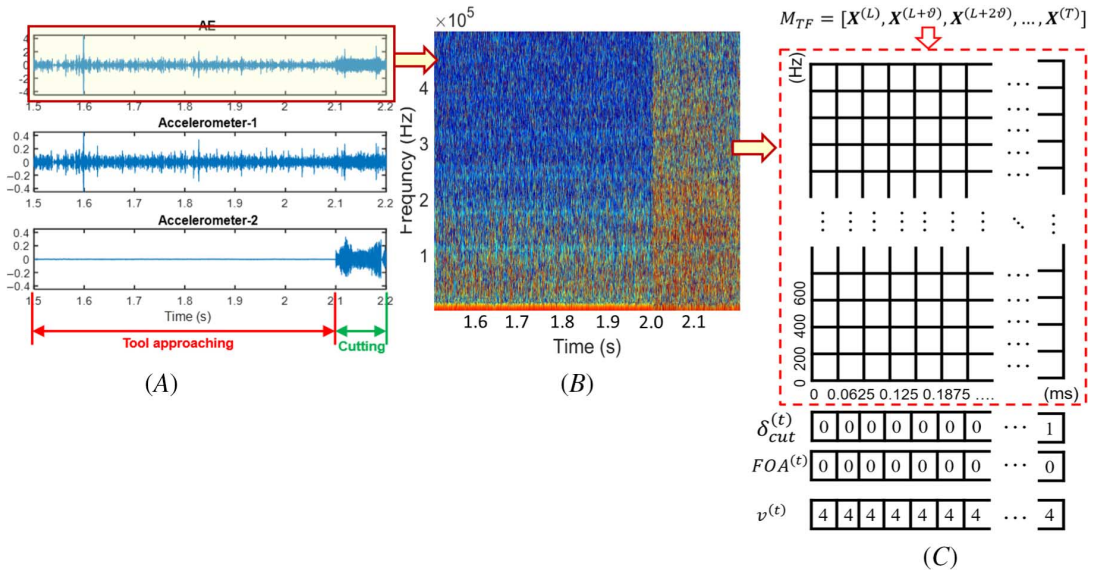 AE
4
2
0
-2
-4
1.5 1.6 1.7 1.8 1.9 2 2.1 2.2
Accelerometer-1
0.4
0.2
0
-0.2
-0.4
1.5 1.6 1.7 1.8 1.9 2 2.1 2.2
Accelerometer-2
0.4
0.2
0
-0.2
-0.4
1.5 1.6 1.7 1.8 1.9 2 2.1 2.2
Time (s)
Tool approaching
Cutting
(A)
×10⁵
4
3
2
1
Frequncy (Hz)
1.6 1.7 1.8 1.9 2.0 2.1
Time (s)
(B)
M_TF = [X^(L), X^(L+ϑ), X^(L+2ϑ), …, X^(T)]
(Hz)
600
400
200
0
0 0.0625 0.125 0.1875 .... (ms)
δ_cut^(t) 0 0 0 0 0 0 0 … 1
FOA^(t) 0 0 0 0 0 0 0 … 0
v^(t) 4 4 4 4 4 4 4 … 4
(C)